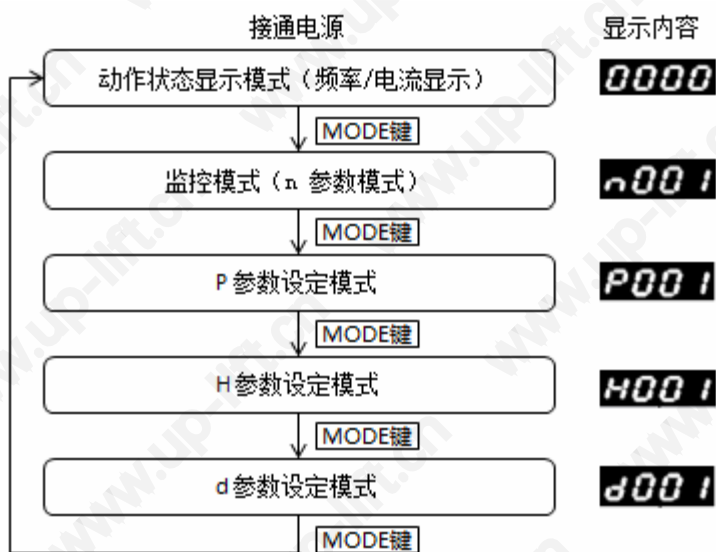 接通电源 显示内容
动作状态显示模式（频率/电流显示） 0000
MODE键
监控模式（n 参数模式） n001
MODE键
P参数设定模式 P001
MODE键
H参数设定模式 H001
MODE键
d参数设定模式 d001
MODE键
www.up-lift.cn